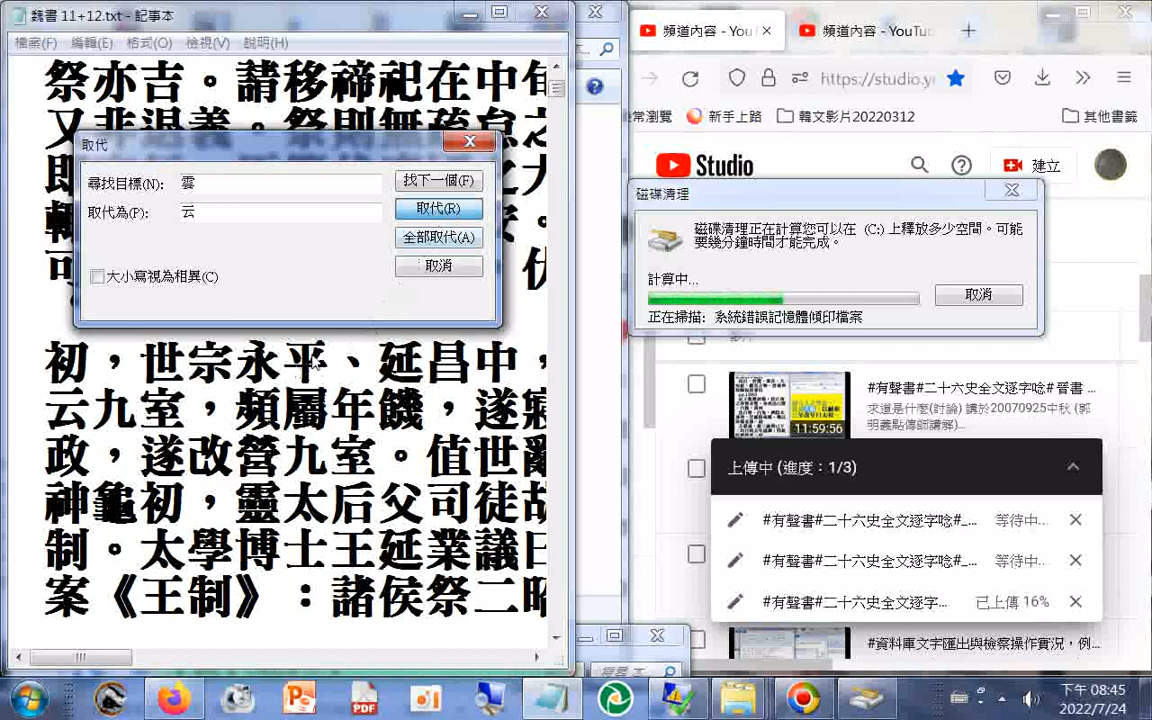 魏書 11+12.txt - 記事本
檔案(F) 編輯(E) 格式(O) 檢視(V) 說明(H)
祭亦吉。請移禘祀在中旬
取代
尋找目標(N): 雲
取代為(P): 云
大小寫視為相異(C)
找下一個(F)
取代(R)
全部取代(A)
取消
初，世宗永平、延昌中，
云九室，頻屬年饑，遂寢
政，遂改營九室。值世亂
神龜初，靈太后父司徒胡
制。太學博士王延業議曰
案《王制》：諸侯祭二昭
頻道內容 - You
頻道內容 - YouTu
https://studio.y
常瀏覽 新手上路 韓文影片20220312 其他書籤
Studio
建立
磁碟清理
磁碟清理正在計算您可以在 (C:) 上釋放多少空間。可能
要幾分鐘時間才能完成。
計算中...
取消
正在掃描: 系統錯誤記憶體傾印檔案
#有聲書#二十六史全文逐字唸# 晉書 ...
求道是什麼(討論) 講於20070925中秋 (郭
明義點傳師講解)...
11:59:56
上傳中 (進度：1/3)
#有聲書#二十六史全文逐字唸#_... 等待中...
#有聲書#二十六史全文逐字唸#_... 等待中...
#有聲書#二十六史全文逐字... 已上傳 16%
#資料庫文字匯出與檢察操作實況，例...
下午 08:45
2022/7/24